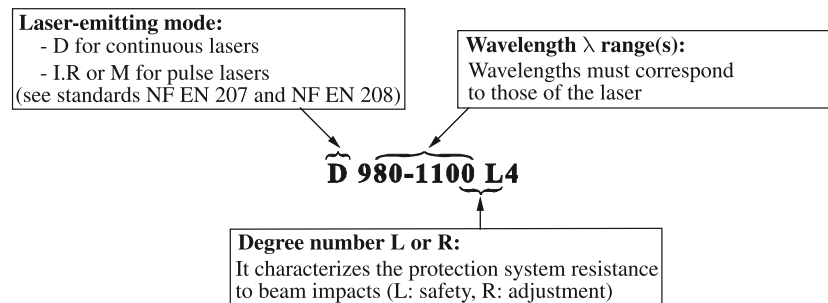 Laser-emitting mode:
- D for continuous lasers
- I.R or M for pulse lasers
(see standards NF EN 207 and NF EN 208)
Wavelength λ range(s):
Wavelengths must correspond
to those of the laser
D 980-1100 L4
Degree number L or R:
It characterizes the protection system resistance
to beam impacts (L: safety, R: adjustment)